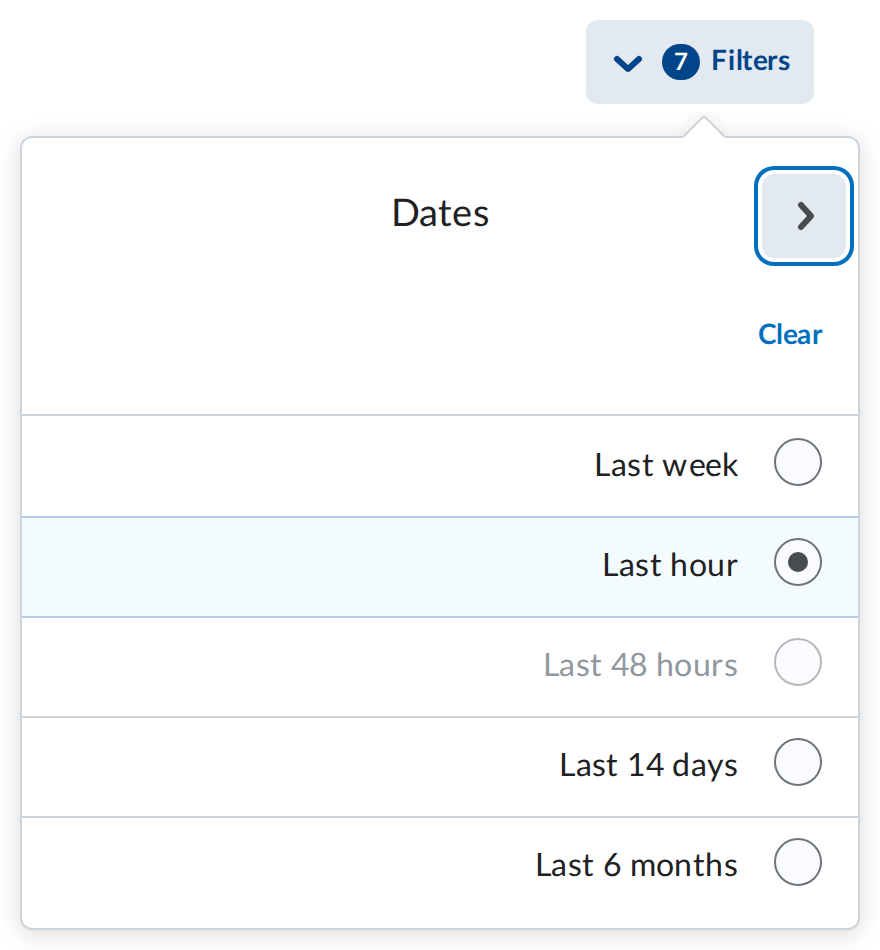 7 Filters
Dates
Clear
Last week
Last hour
Last 48 hours
Last 14 days
Last 6 months